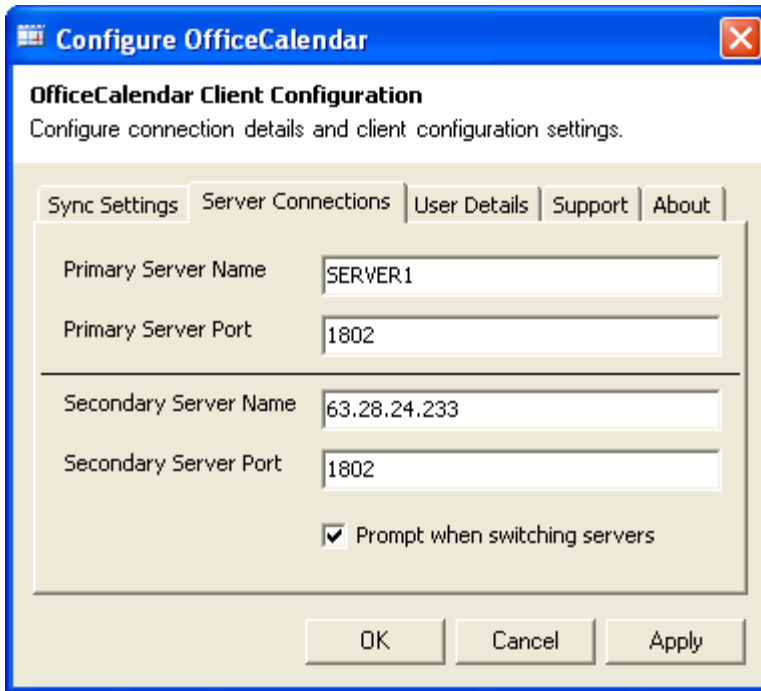 Configure OfficeCalendar
OfficeCalendar Client Configuration
Configure connection details and client configuration settings.
Sync Settings Server Connections User Details Support About
Primary Server Name SERVER1
Primary Server Port 1802
Secondary Server Name 63.28.24.233
Secondary Server Port 1802
Prompt when switching servers
OK Cancel Apply